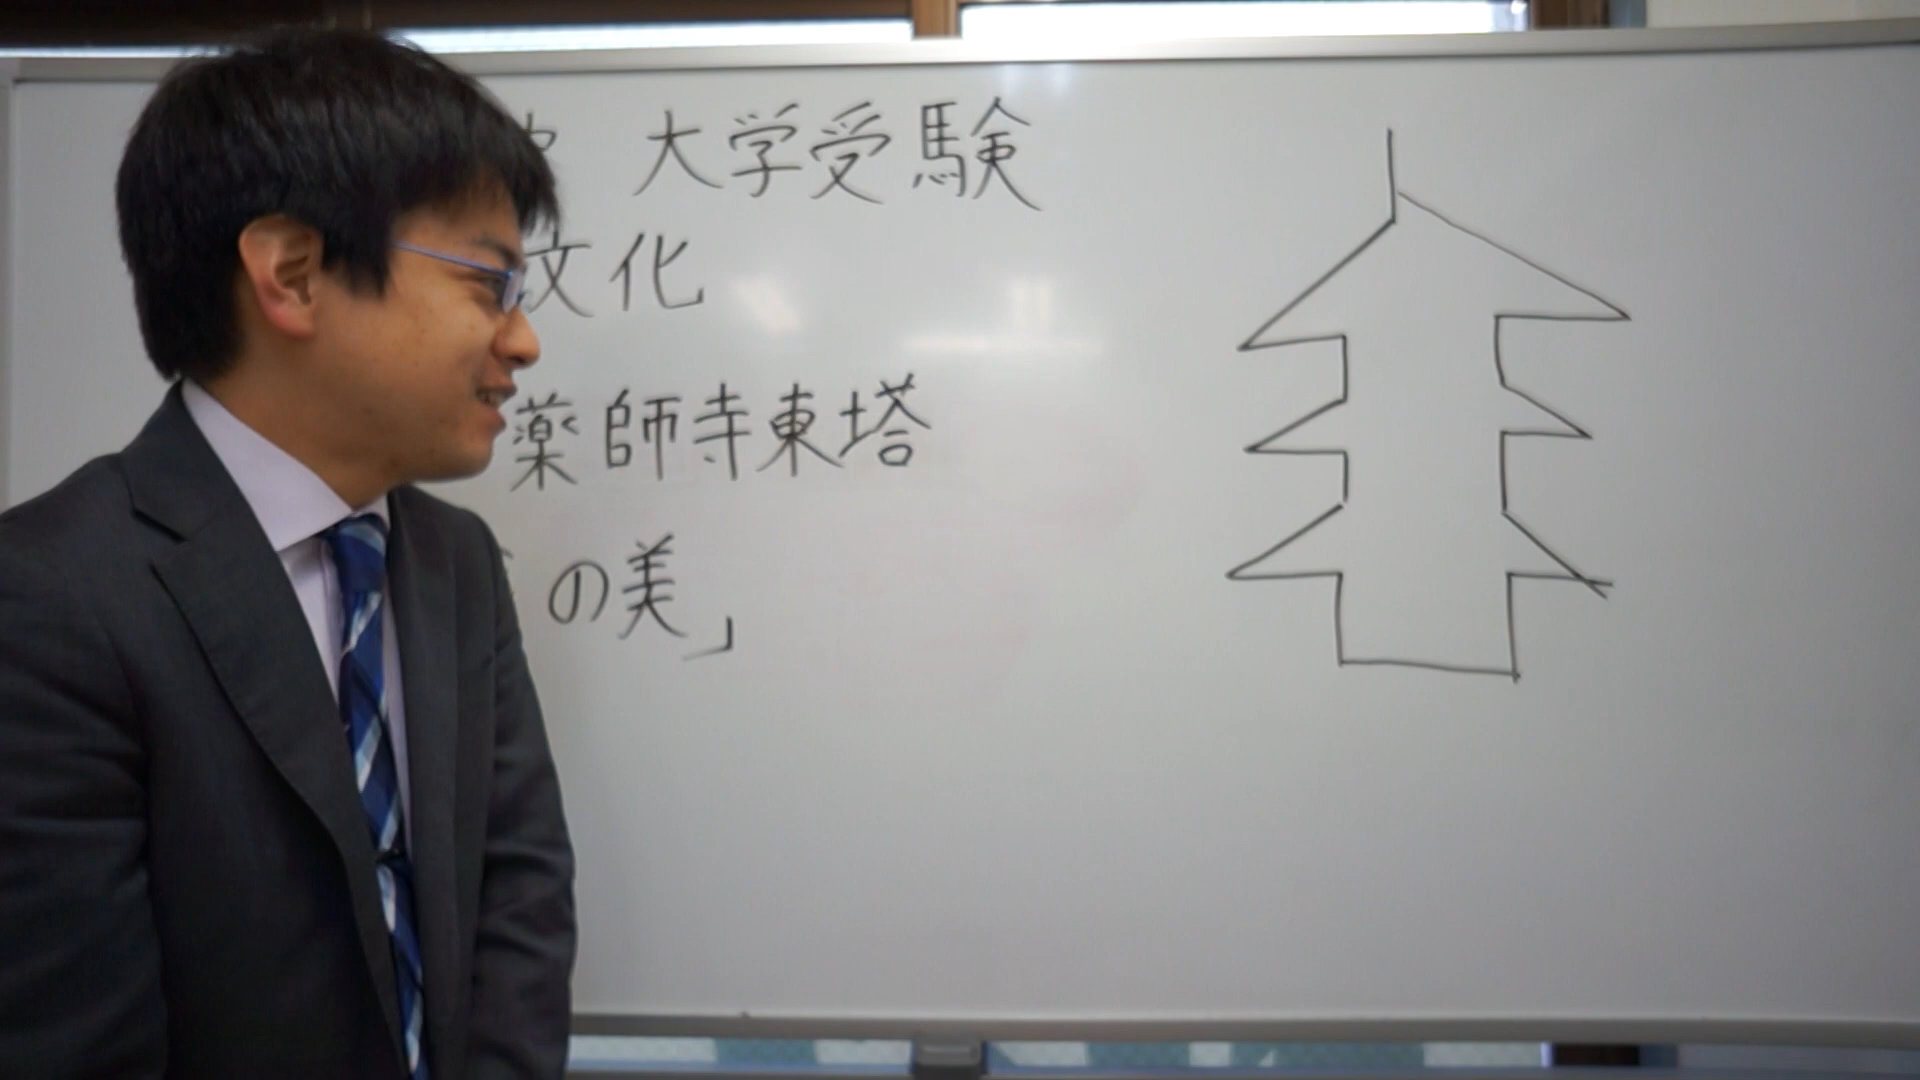 大学受験
文化
薬師寺東塔
の美」